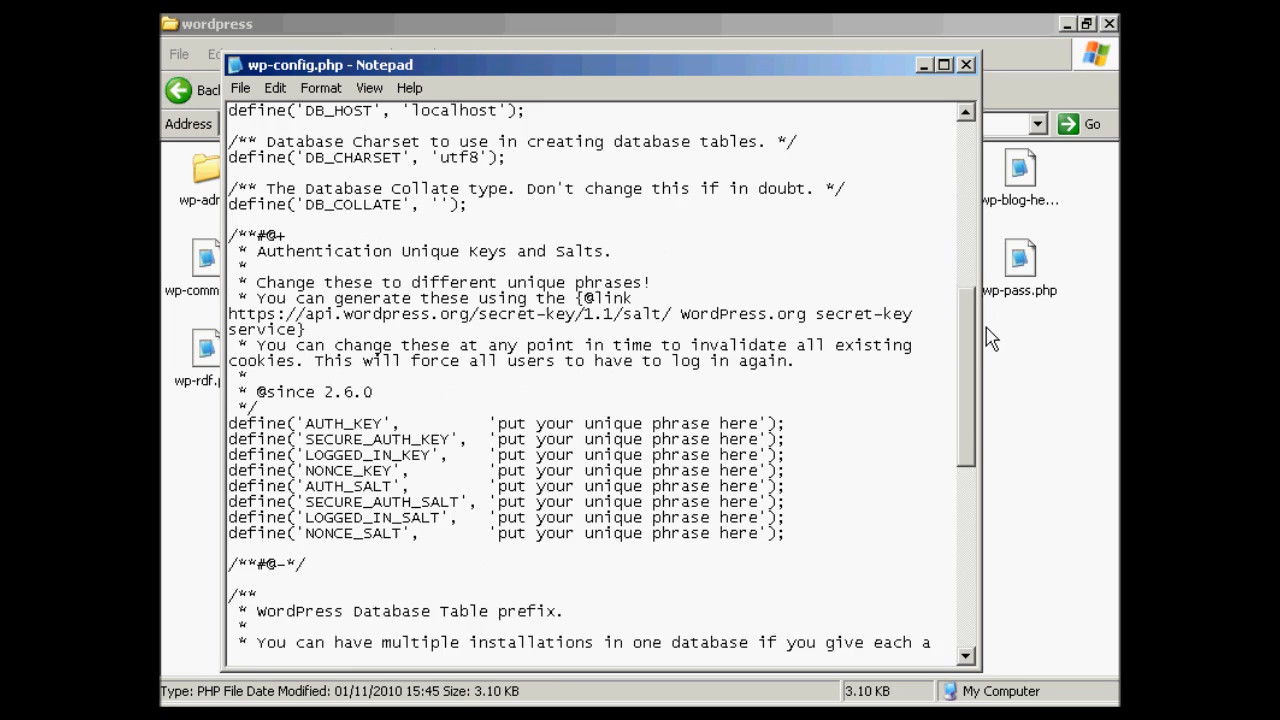 wordpress
File
wp-config.php - Notepad
Back
File Edit Format View Help
Address
Go
define('DB_HOST', 'localhost');
/** Database Charset to use in creating database tables. */
define('DB_CHARSET', 'utf8');
/** The Database Collate type. Don't change this if in doubt. */
define('DB_COLLATE', '');
/**#@+
* Authentication Unique Keys and Salts.
*
* Change these to different unique phrases!
* You can generate these using the {@link
https://api.wordpress.org/secret-key/1.1/salt/ WordPress.org secret-key
service}
* You can change these at any point in time to invalidate all existing
cookies. This will force all users to have to log in again.
*
* @since 2.6.0
*/
define('AUTH_KEY',         'put your unique phrase here');
define('SECURE_AUTH_KEY',  'put your unique phrase here');
define('LOGGED_IN_KEY',    'put your unique phrase here');
define('NONCE_KEY',        'put your unique phrase here');
define('AUTH_SALT',        'put your unique phrase here');
define('SECURE_AUTH_SALT', 'put your unique phrase here');
define('LOGGED_IN_SALT',   'put your unique phrase here');
define('NONCE_SALT',       'put your unique phrase here');
/**#@-*/
/**
* WordPress Database Table prefix.
*
* You can have multiple installations in one database if you give each a
wp-adr
wp-comm
wp-rdf.p
wp-blog-he...
wp-pass.php
Type: PHP File Date Modified: 01/11/2010 15:45 Size: 3.10 KB
3.10 KB
My Computer